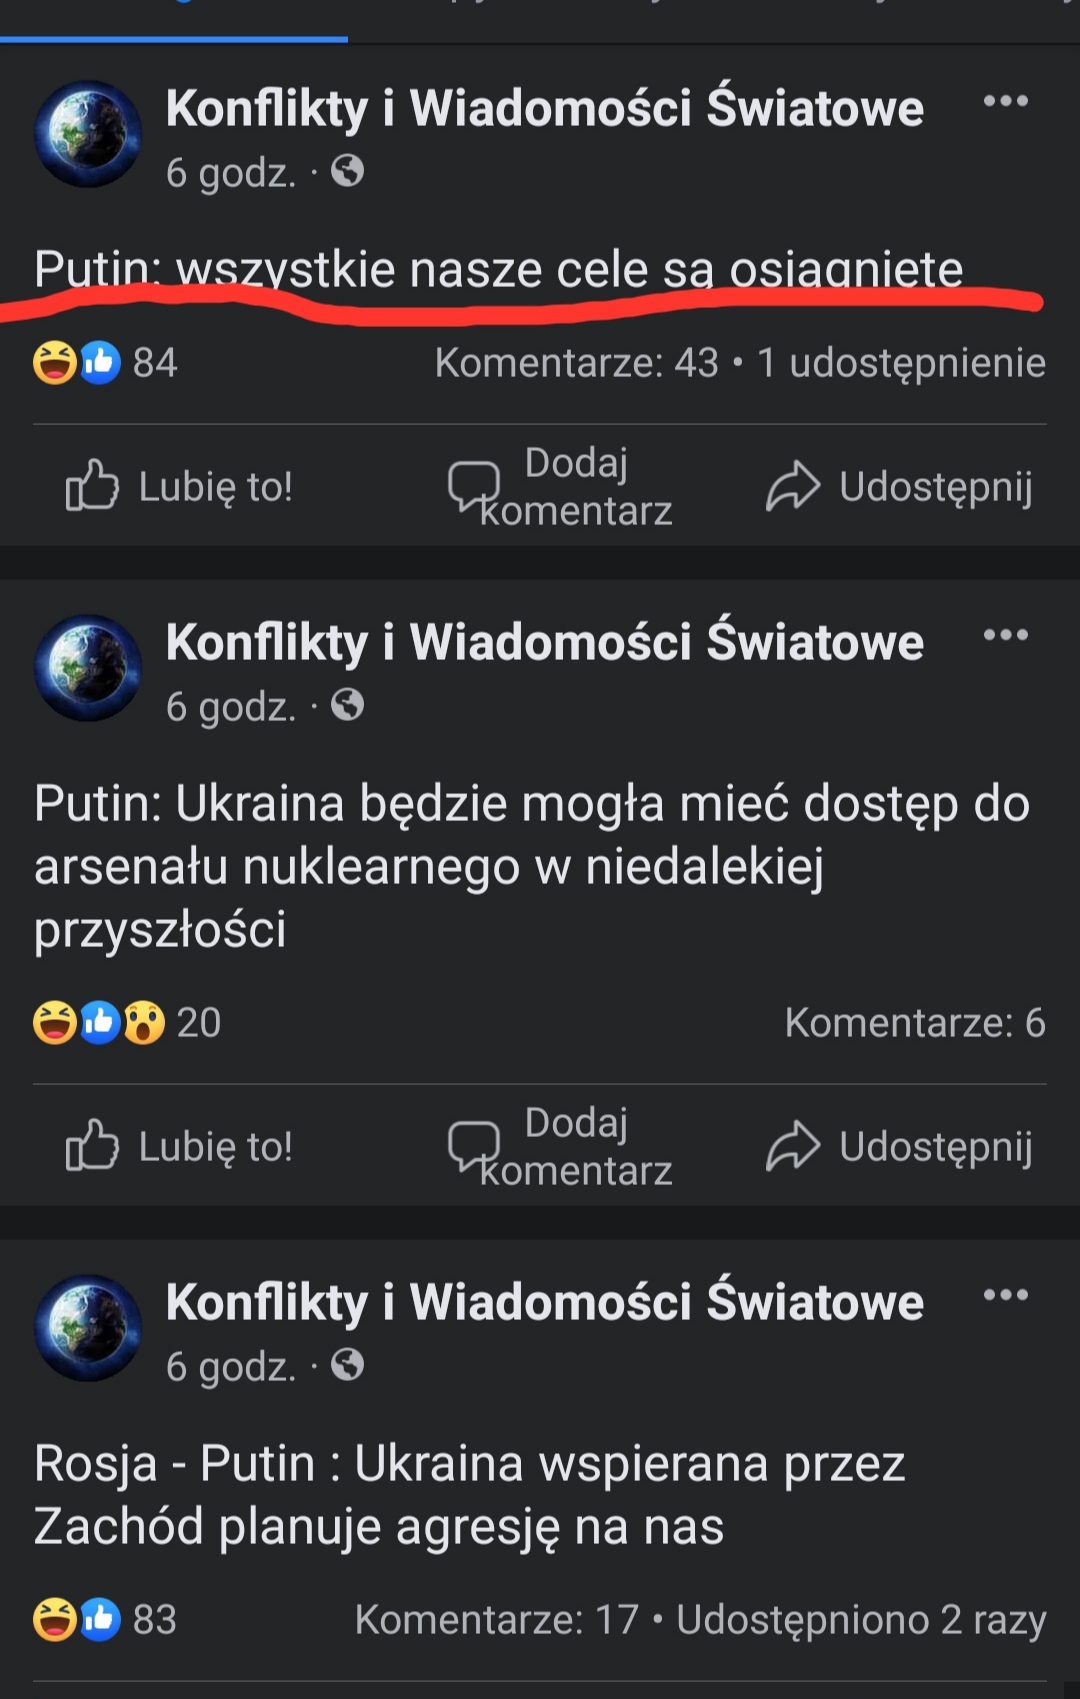 Konflikty i Wiadomości Światowe
6 godz. ·
Putin: wszystkie nasze cele są osiągnięte
84 Komentarze: 43 • 1 udostępnienie
Lubię to! Dodaj komentarz Udostępnij
Konflikty i Wiadomości Światowe
6 godz. ·
Putin: Ukraina będzie mogła mieć dostęp do
arsenału nuklearnego w niedalekiej
przyszłości
20 Komentarze: 6
Lubię to! Dodaj komentarz Udostępnij
Konflikty i Wiadomości Światowe
6 godz. ·
Rosja - Putin : Ukraina wspierana przez
Zachód planuje agresję na nas
83 Komentarze: 17 • Udostępniono 2 razy